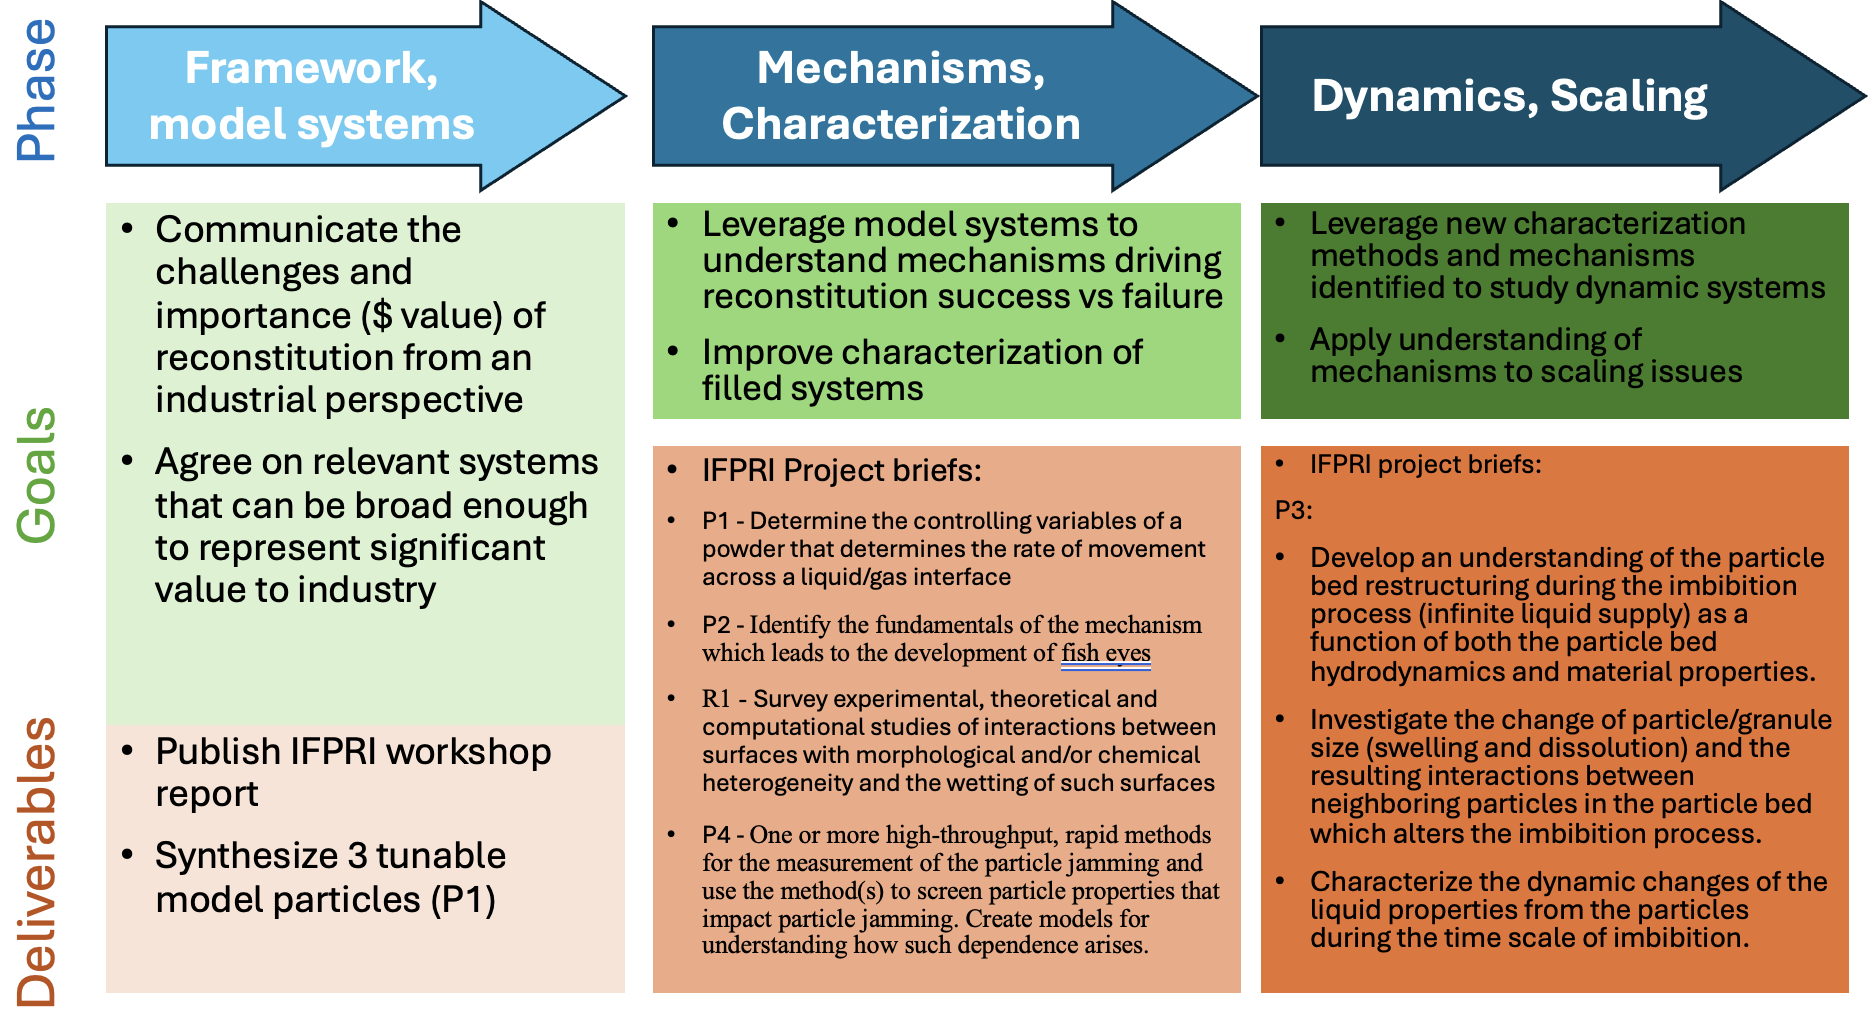 Phase
Framework,
model systems
Mechanisms,
Characterization
Dynamics, Scaling
Goals
• Communicate the
challenges and
importance ($ value) of
reconstitution from an
industrial perspective
• Agree on relevant systems
that can be broad enough
to represent significant
value to industry
• Leverage model systems to
understand mechanisms driving
reconstitution success vs failure
• Improve characterization of
filled systems
• Leverage new characterization
methods and mechanisms
identified to study dynamic systems
• Apply understanding of
mechanisms to scaling issues
Deliverables
• Publish IFPRI workshop
report
• Synthesize 3 tunable
model particles (P1)
• IFPRI Project briefs:
• P1 - Determine the controlling variables of a
powder that determines the rate of movement
across a liquid/gas interface
• P2 - Identify the fundamentals of the mechanism
which leads to the development of fish eyes
• R1 - Survey experimental, theoretical and
computational studies of interactions between
surfaces with morphological and/or chemical
heterogeneity and the wetting of such surfaces
• P4 - One or more high-throughput, rapid methods
for the measurement of the particle jamming and
use the method(s) to screen particle properties that
impact particle jamming. Create models for
understanding how such dependence arises.
• IFPRI project briefs:
P3:
• Develop an understanding of the particle
bed restructuring during the imbibition
process (infinite liquid supply) as a
function of both the particle bed
hydrodynamics and material properties.
• Investigate the change of particle/granule
size (swelling and dissolution) and the
resulting interactions between
neighboring particles in the particle bed
which alters the imbibition process.
• Characterize the dynamic changes of the
liquid properties from the particles
during the time scale of imbibition.